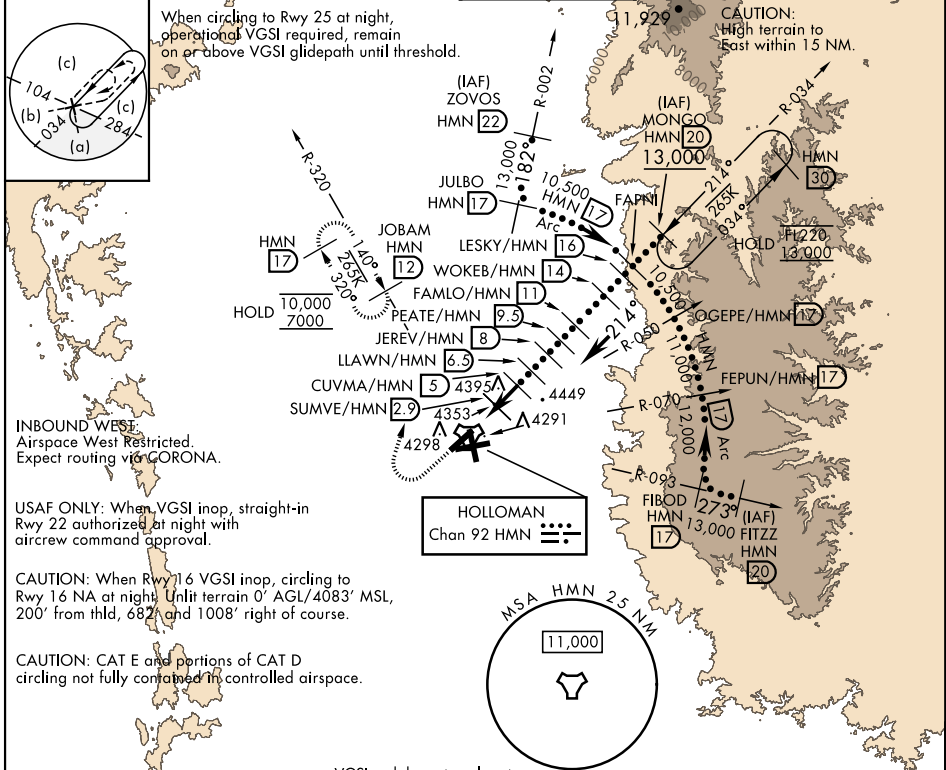 When circling to Rwy 25 at night,
operational VGSI required, remain
on or above VGSI glidepath until threshold.
(c)
104
(b)
034
(a)
(c)
284
11,929
CAUTION:
High terrain to
East within 15 NM.
R-002
(IAF)
ZOVOS
HMN 22
13,000
182°
JULBO
HMN 17
10,500
HMN 17
Arc
(IAF)
MONGO
HMN 20
13,000
FAPNI
R-034
214°
265K
034°
HMN
30
HOLD
FL220
13,000
R-320
HMN
17
140°
265K
320°
JOBAM
HMN
12
HOLD
10,000
7000
LESKY/HMN 16
WOKEB/HMN 14
FAMLO/HMN 11
PEATE/HMN 9.5
JEREV/HMN 8
LLAWN/HMN 6.5
CUVMA/HMN 5
SUMVE/HMN 2.9
214°
R-050
10,500
11,000
HMN
12,000
17
Arc
OGEPE/HMN 17
FEPUN/HMN 17
R-070
R-093
4395
4449
4353
4291
4298
FIBOD
HMN
17
273°
13,000
(IAF)
FITZZ
HMN
20
HOLLOMAN
Chan 92 HMN
INBOUND WEST:
Airspace West Restricted.
Expect routing via CORONA.
USAF ONLY: When VGSI inop, straight-in
Rwy 22 authorized at night with
aircrew command approval.
CAUTION: When Rwy 16 VGSI inop, circling to
Rwy 16 NA at night. Unlit terrain 0' AGL/4083' MSL,
200' from thld, 682' and 1008' right of course.
CAUTION: CAT E and portions of CAT D
circling not fully contained in controlled airspace.
MSA HMN 25 NM
11,000